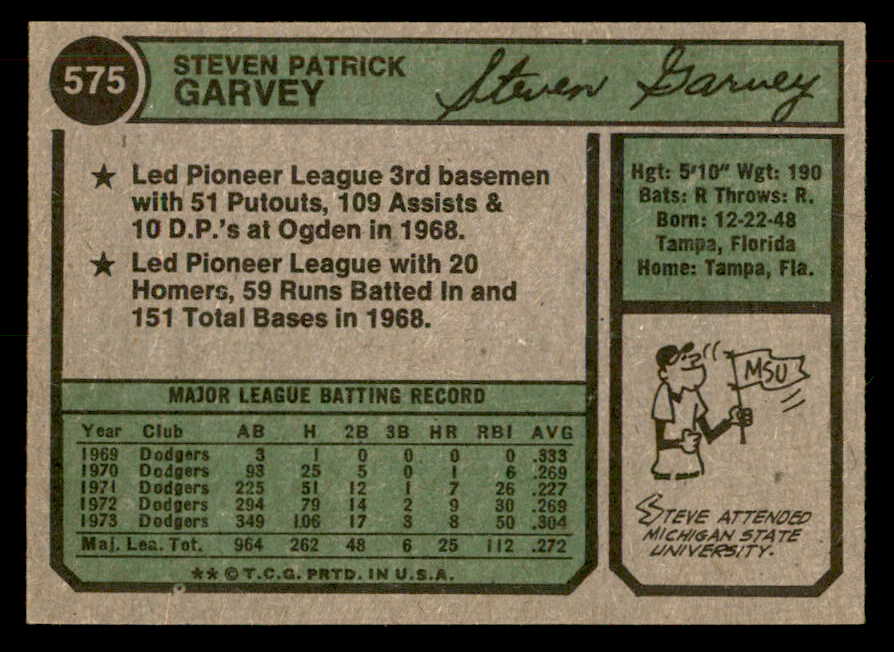 575
STEVEN PATRICK
GARVEY
Steven Garvey
★ Led Pioneer League 3rd basemen
with 51 Putouts, 109 Assists &
10 D.P.'s at Ogden in 1968.
★ Led Pioneer League with 20
Homers, 59 Runs Batted In and
151 Total Bases in 1968.
Hgt: 5'10" Wgt: 190
Bats: R Throws: R.
Born: 12-22-48
Tampa, Florida
Home: Tampa, Fla.
MSU
STEVE ATTENDED
MICHIGAN STATE
UNIVERSITY.
MAJOR LEAGUE BATTING RECORD
Year Club AB H 2B 3B HR RBI AVG
1969 Dodgers 3 1 0 0 0 0 .333
1970 Dodgers 93 25 5 0 1 6 .269
1971 Dodgers 225 51 12 1 7 26 .227
1972 Dodgers 294 79 14 2 9 30 .269
1973 Dodgers 349 106 17 3 8 50 .304
Maj. Lea. Tot. 964 262 48 6 25 112 .272
** © T.C.G. PRTD. IN U.S.A.